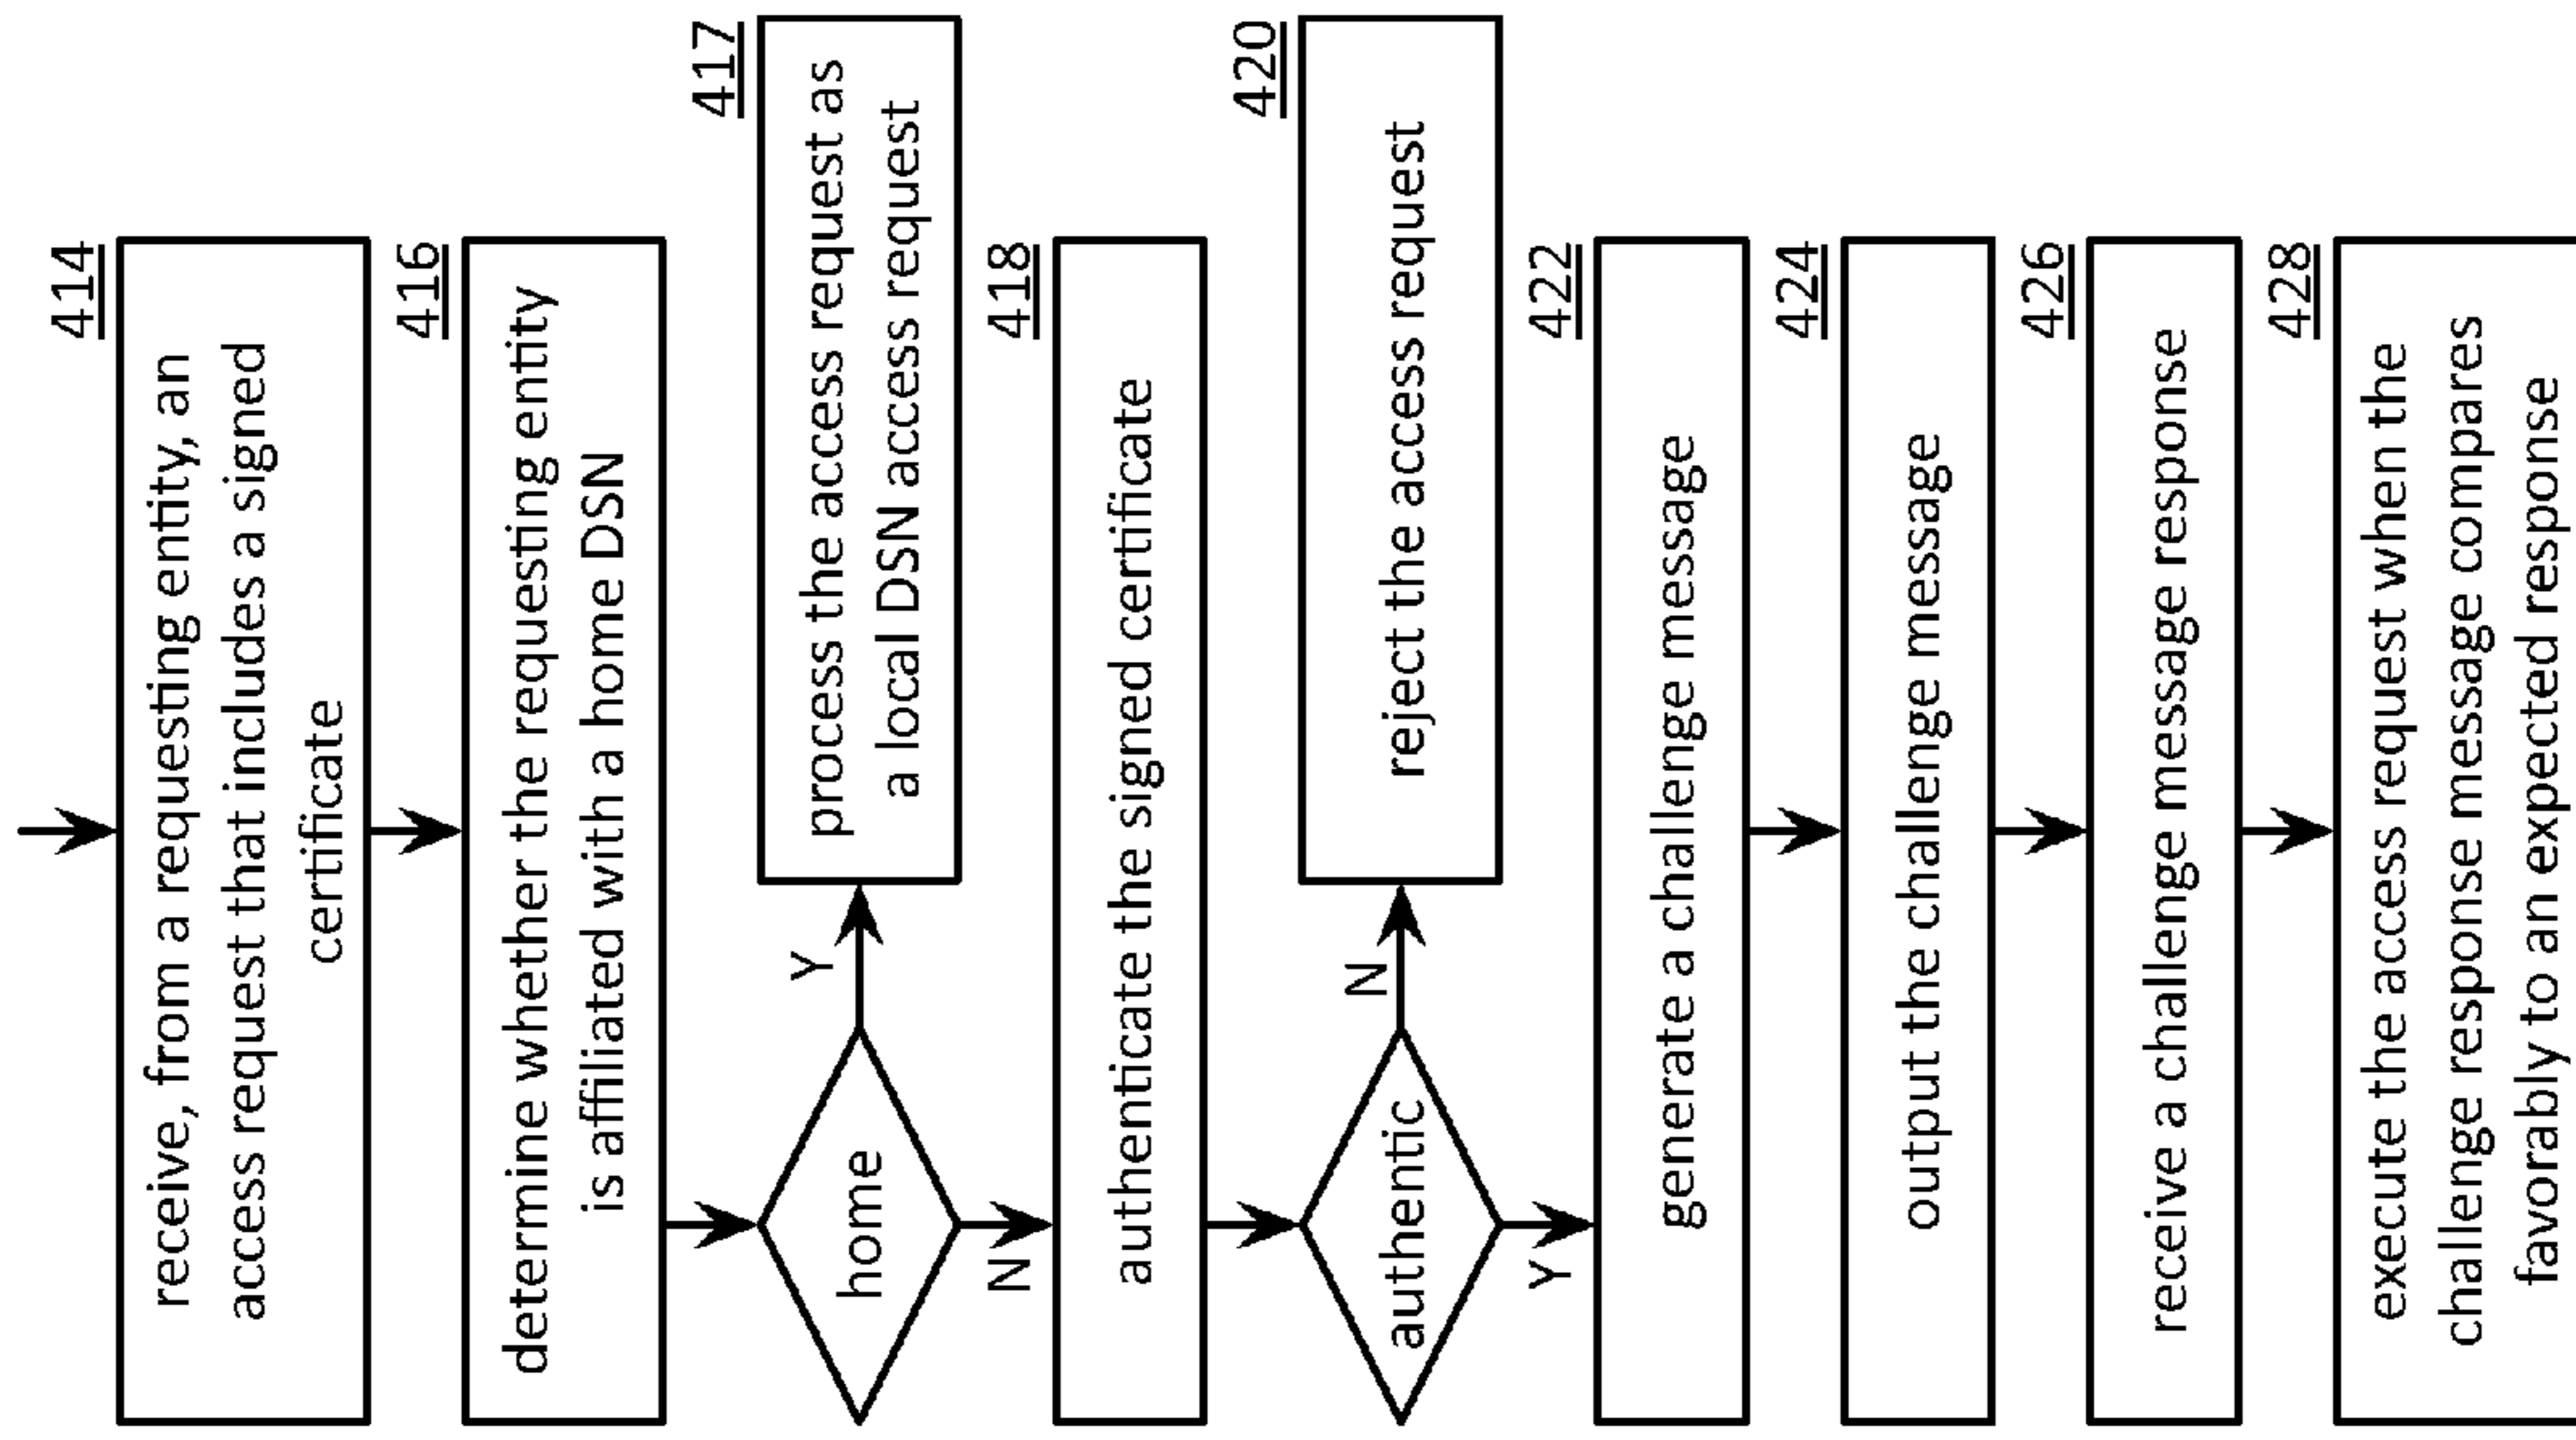 414
receive, from a requesting entity, an
access request that includes a signed
certificate
416
determine whether the requesting entity
is affiliated with a home DSN
home
Y
417
process the access request as
a local DSN access request
N
418
authenticate the signed certificate
authentic
N
420
reject the access request
Y
422
generate a challenge message
424
output the challenge message
426
receive a challenge message response
428
execute the access request when the
challenge response message compares
favorably to an expected response